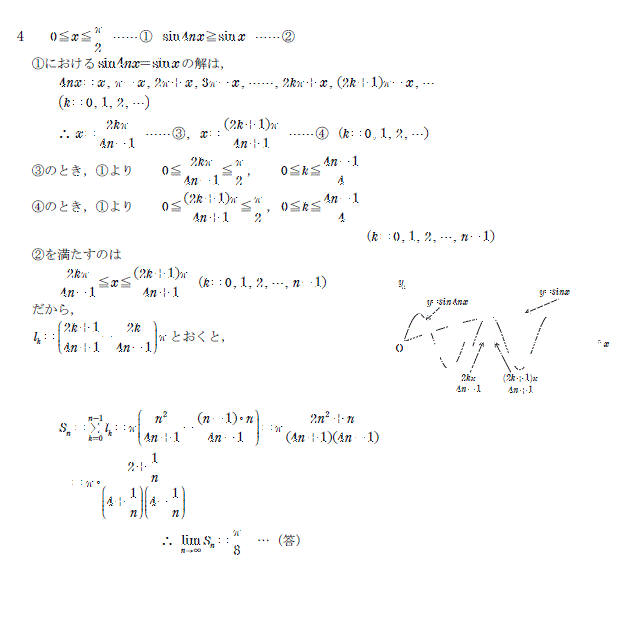 4 0≦x≦π/2 ……① sin4nx≧sinx ……②
①におけるsin4nx=sinxの解は,
4nx=x, π-x, 2π+x, 3π-x, ……, 2kπ+x, (2k+1)π-x, …
(k=0, 1, 2, …)
∴ x=2kπ/(4n-1) ……③, x=(2k+1)π/(4n+1) ……④ (k=0, 1, 2, …)
③のとき, ①より 0≦2kπ/(4n-1)≦π/2, 0≦k≦(4n-1)/4
④のとき, ①より 0≦(2k+1)π/(4n+1)≦π/2, 0≦k≦(4n-1)/4
(k=0, 1, 2, …, n-1)
②を満たすのは
2kπ/(4n-1)≦x≦(2k+1)π/(4n+1) (k=0, 1, 2, …, n-1)
だから,
l_k=((2k+1)/(4n+1)-2k/(4n-1))πとおくと,
y
y=sin4nx
y=sinx
O
x
2kπ/(4n-1)
(2k+1)π/(4n+1)
S_n=Σ_{k=0}^{n-1} l_k=π(n²/(4n+1)-(n-1)・n/(4n-1))=π(2n²+n)/((4n+1)(4n-1))
=π・(2+1/n)/((4+1/n)(4-1/n))
∴ lim_{n→∞} S_n=π/8 … (答)